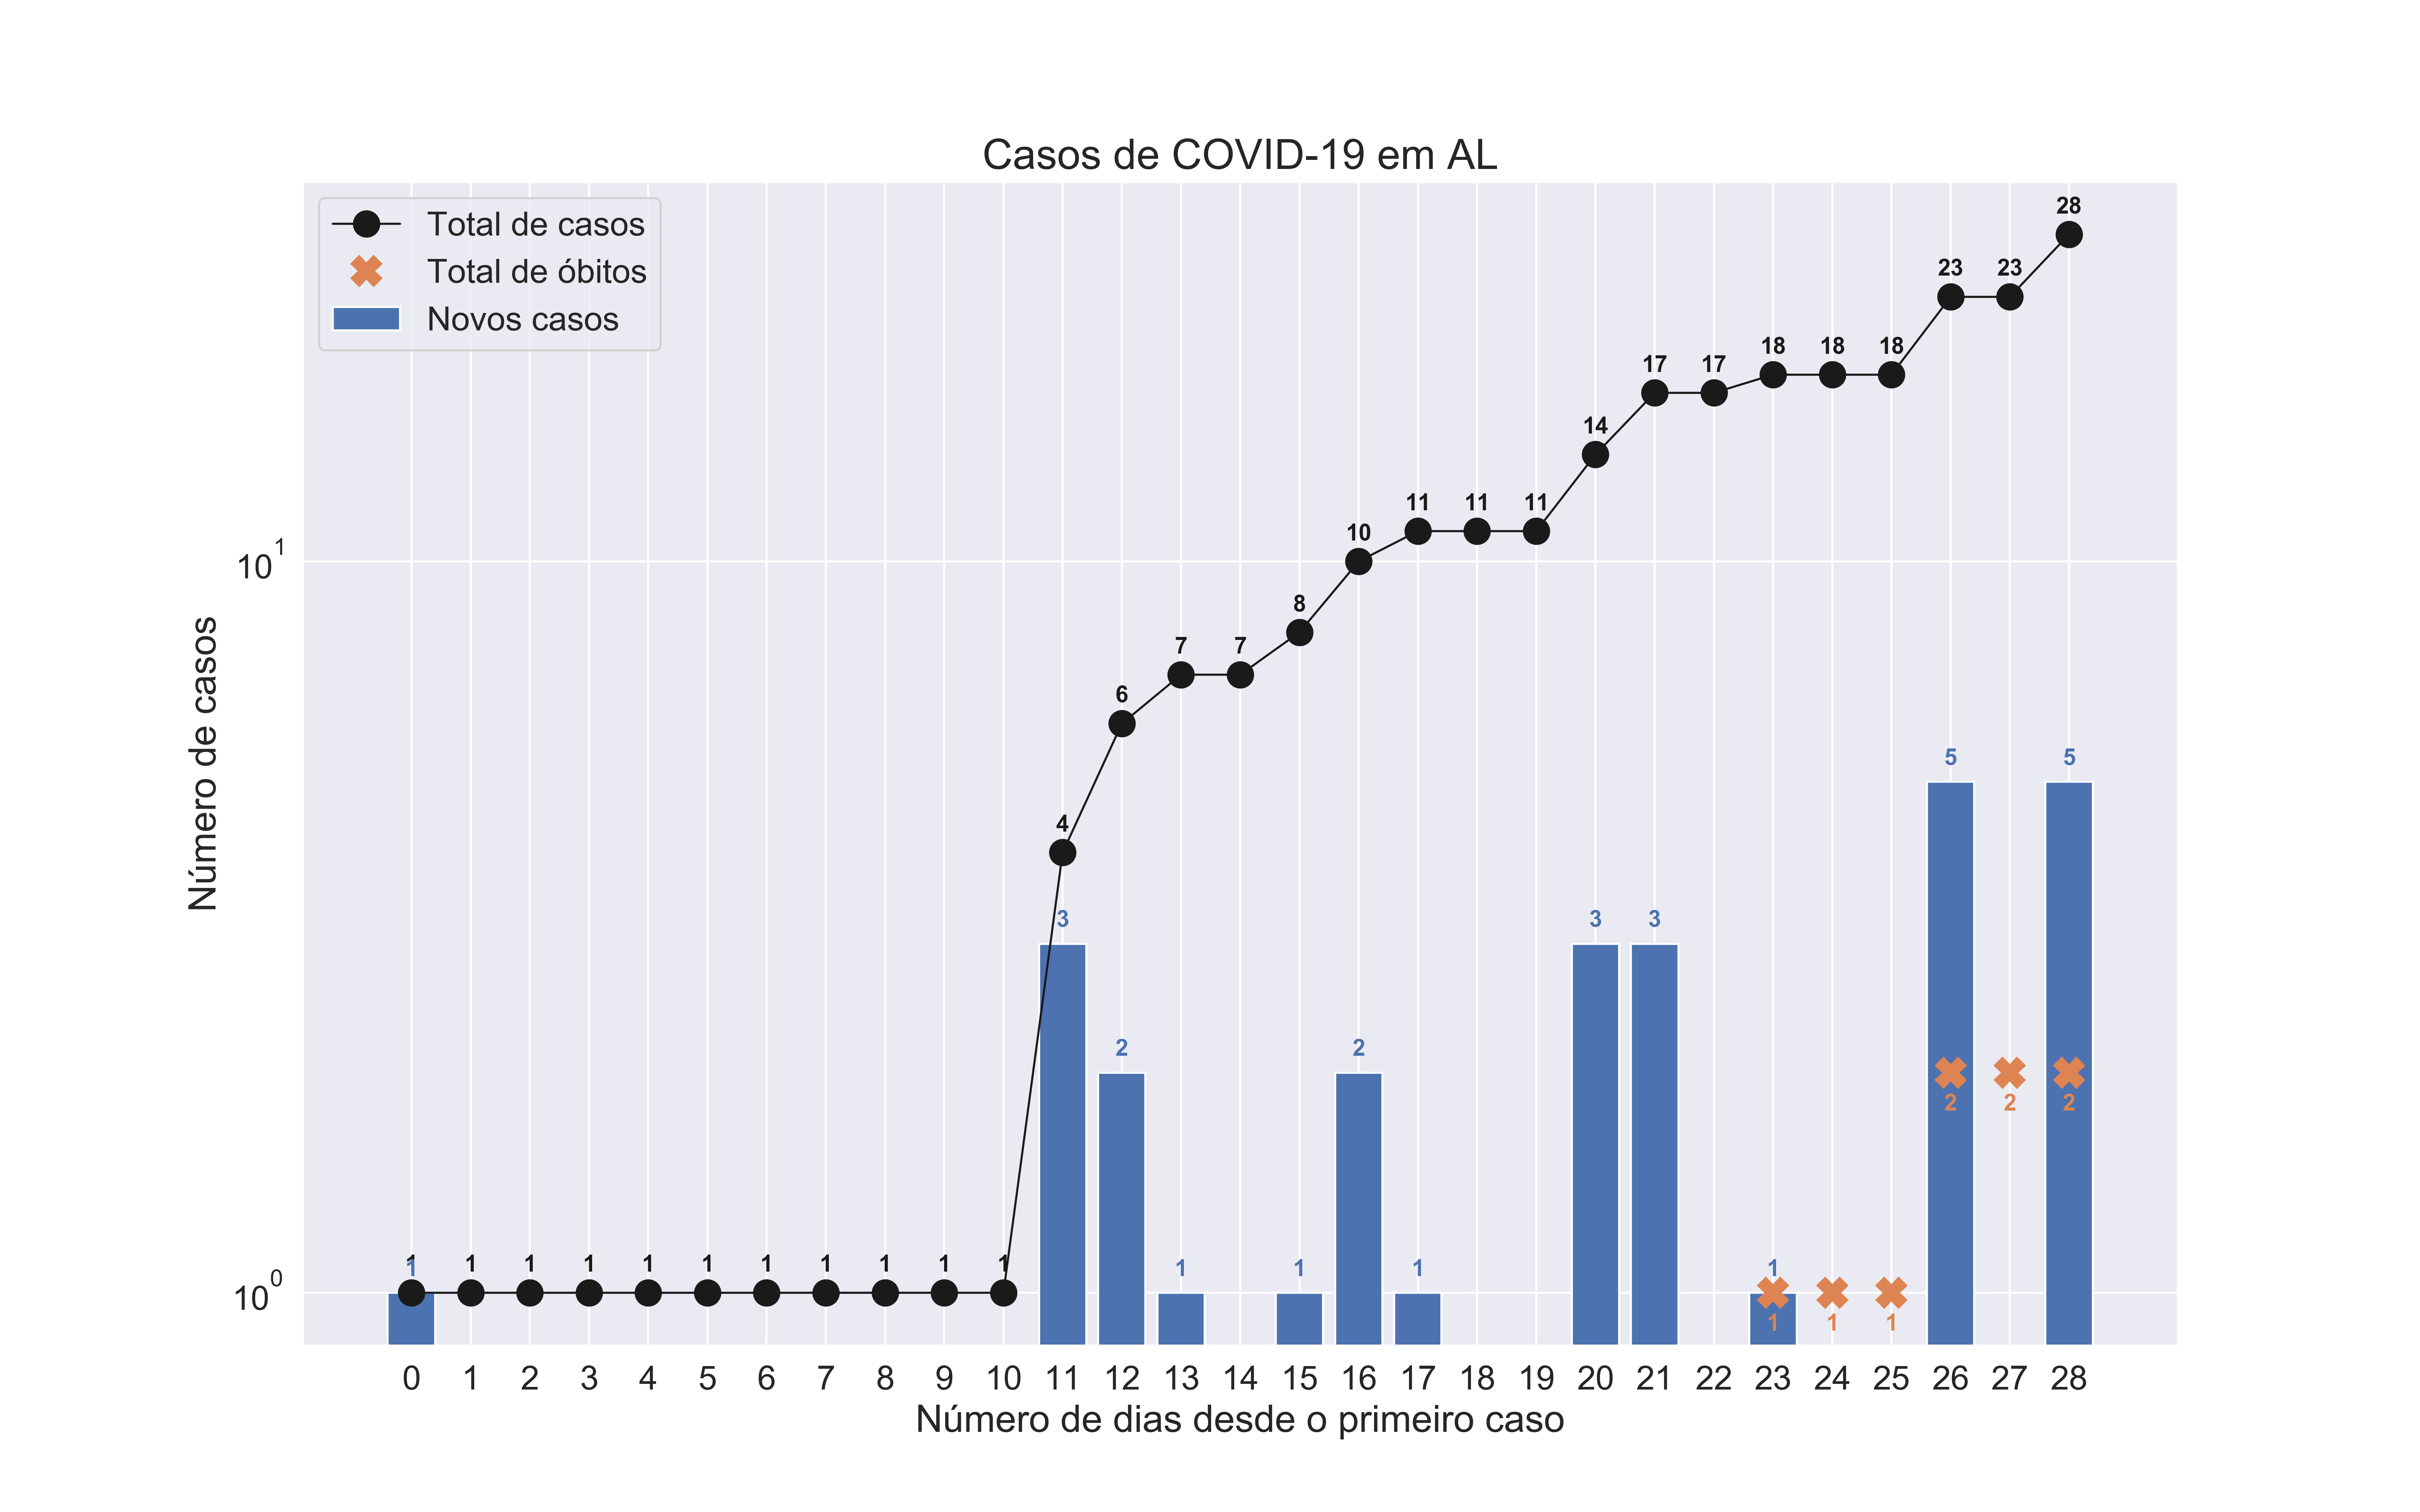 Casos de COVID-19 em AL
Total de casos
Total de óbitos
Novos casos
Número de casos
10^1
10^0
1 1 1 1 1 1 1 1 1 1 1 4 6 7 7 8 10 11 11 11 14 17 17 18 18 18 23 23 28
1 3 2 1 1 2 1 3 3 1 5 5
1 1 1 2 2 2
0 1 2 3 4 5 6 7 8 9 10 11 12 13 14 15 16 17 18 19 20 21 22 23 24 25 26 27 28
Número de dias desde o primeiro caso